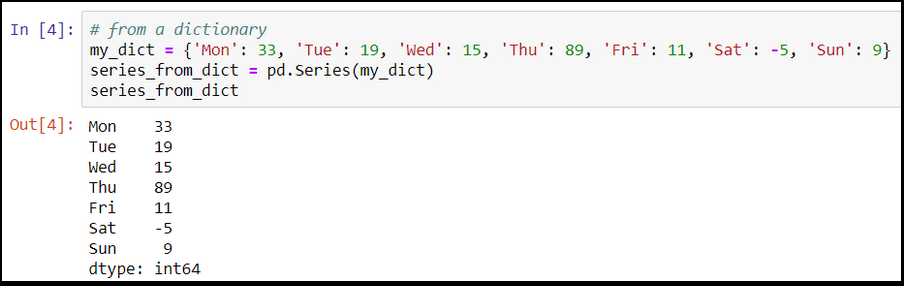 In [4]: # from a dictionary
my_dict = {'Mon': 33, 'Tue': 19, 'Wed': 15, 'Thu': 89, 'Fri': 11, 'Sat': -5, 'Sun': 9}
series_from_dict = pd.Series(my_dict)
series_from_dict
Out[4]: Mon    33
Tue    19
Wed    15
Thu    89
Fri    11
Sat    -5
Sun     9
dtype: int64